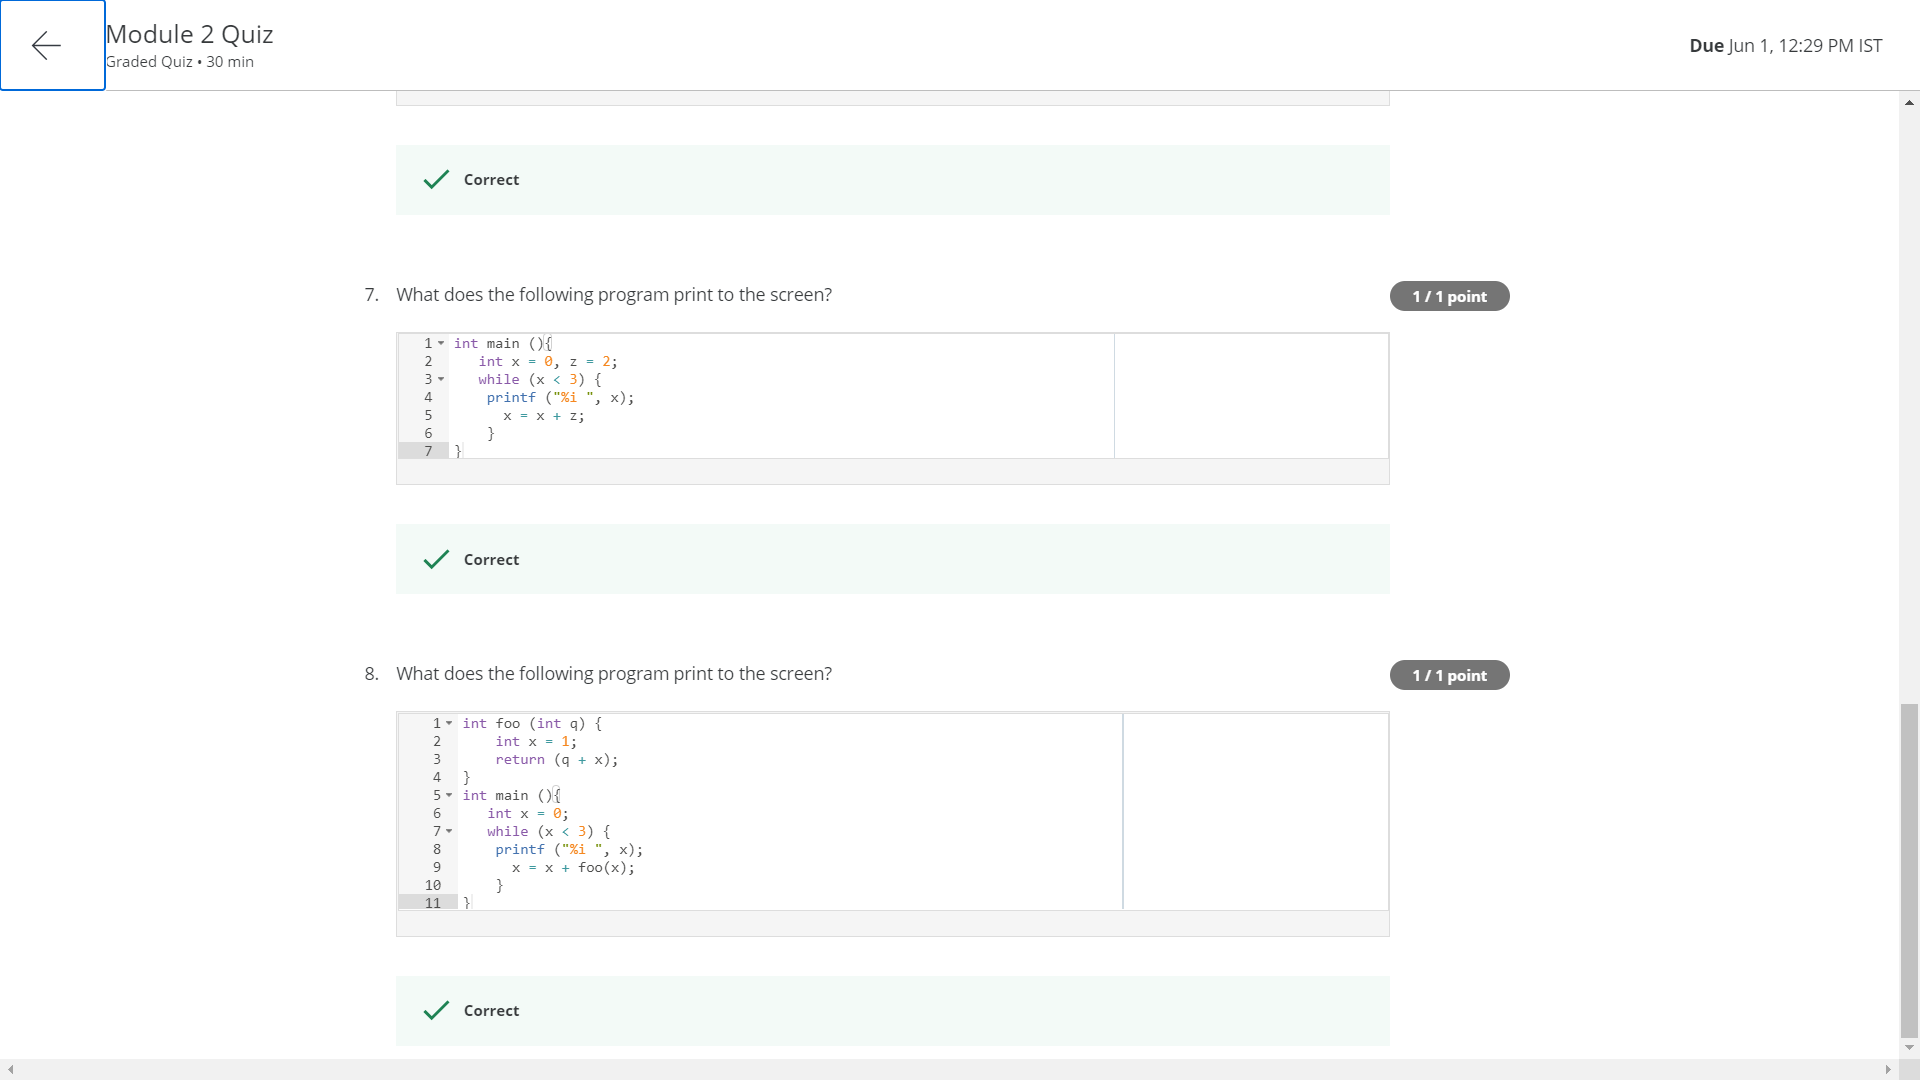 Module 2 Quiz
Graded Quiz • 30 min
Due Jun 1, 12:29 PM IST
Correct
7. What does the following program print to the screen?
1 / 1 point
1 int main (){
2    int x = 0, z = 2;
3    while (x < 3) {
4     printf ("%i ", x);
5       x = x + z;
6     }
7 }
Correct
8. What does the following program print to the screen?
1 / 1 point
1 int foo (int q) {
2     int x = 1;
3     return (q + x);
4 }
5 int main (){
6    int x = 0;
7    while (x < 3) {
8     printf ("%i ", x);
9       x = x + foo(x);
10     }
11 }
Correct